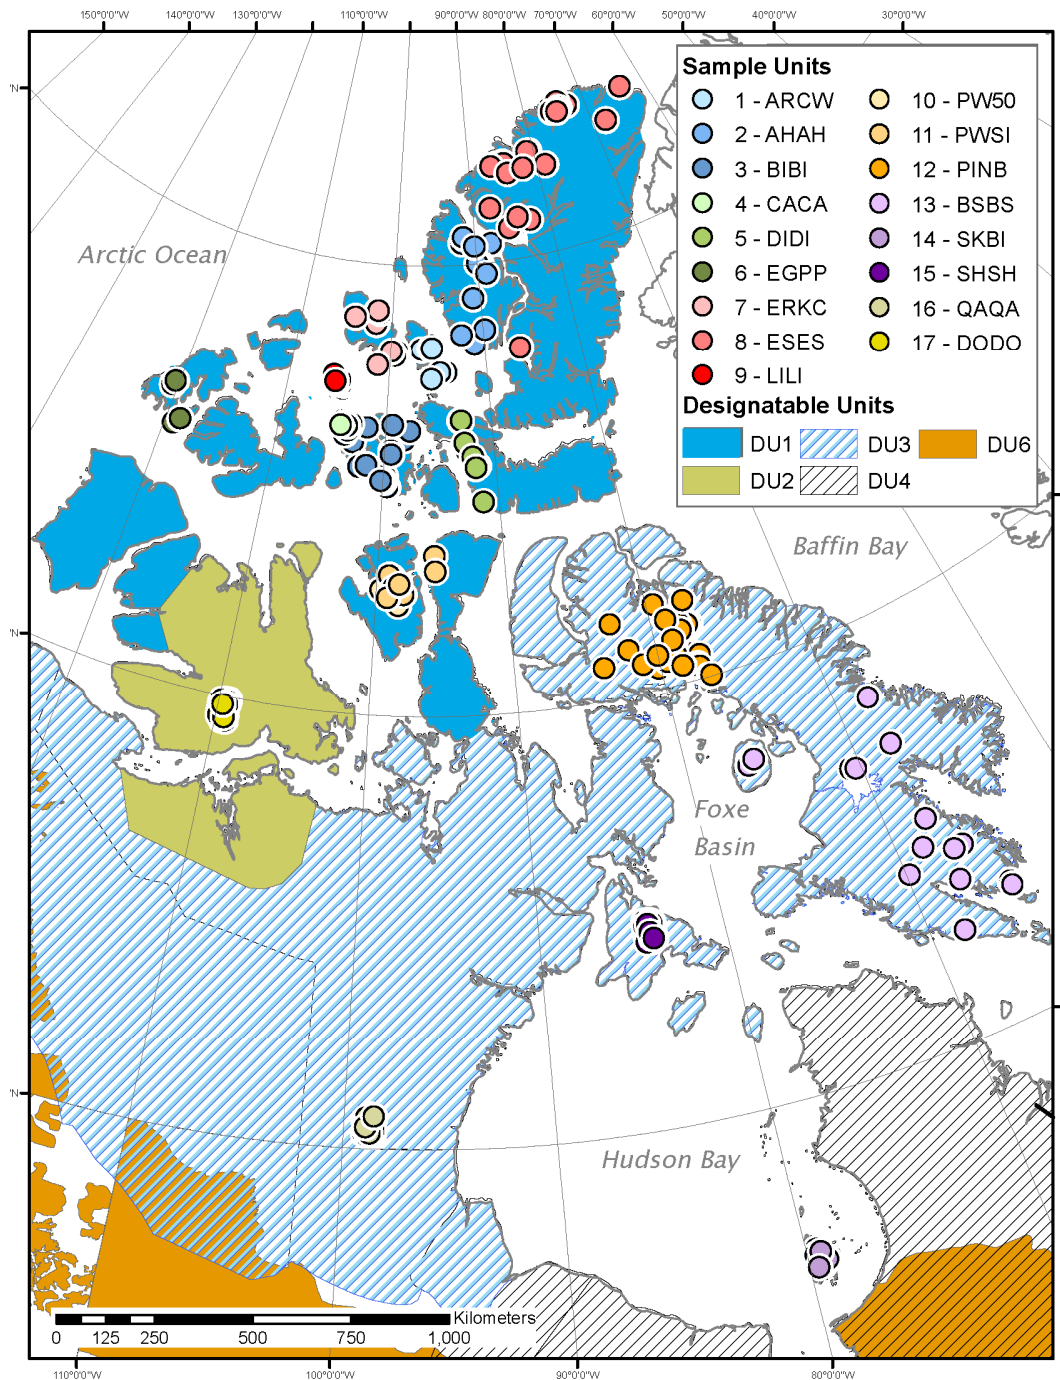 150°0'0"W 140°0'0"W 130°0'0"W 110°0'0"W 90°0'0"W 80°0'0"W 70°0'0"W 60°0'0"W 50°0'0"W 40°0'0"W 30°0'0"W
Sample Units
1 - ARCW 10 - PW50
2 - AHAH 11 - PWSI
3 - BIBI 12 - PINB
4 - CACA 13 - BSBS
5 - DIDI 14 - SKBI
6 - EGPP 15 - SHSH
7 - ERKC 16 - QAQA
8 - ESES 17 - DODO
9 - LILI
Designatable Units
DU1 DU3 DU6
DU2 DU4
Arctic Ocean
Baffin Bay
Foxe
Basin
Hudson Bay
Kilometers
0 125 250 500 750 1,000
110°0'0"W 100°0'0"W 90°0'0"W 80°0'0"W